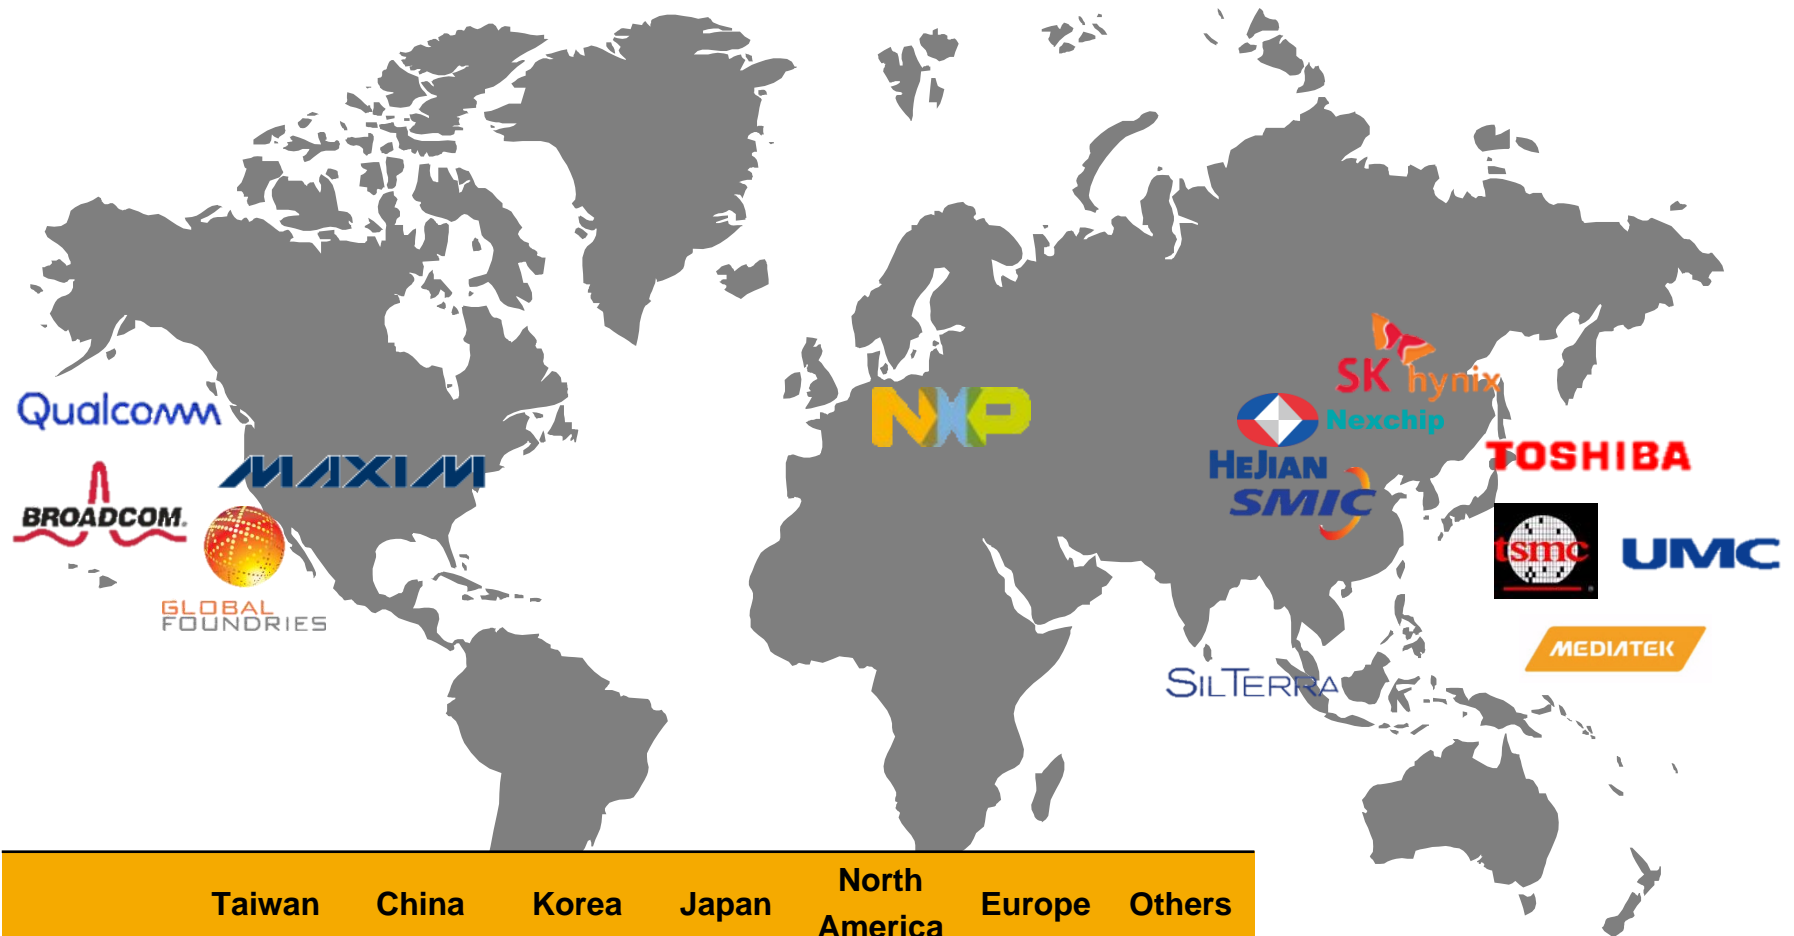 SK hynix
Qualcomm
Nexchip
NXP
TOSHIBA
HEJIAN
MAXIM
SMIC
BROADCOM.
tsmc
UMC
GLOBAL
FOUNDRIES
MEDIATEK
SILTERRA
Taiwan China Korea Japan North America Europe Others